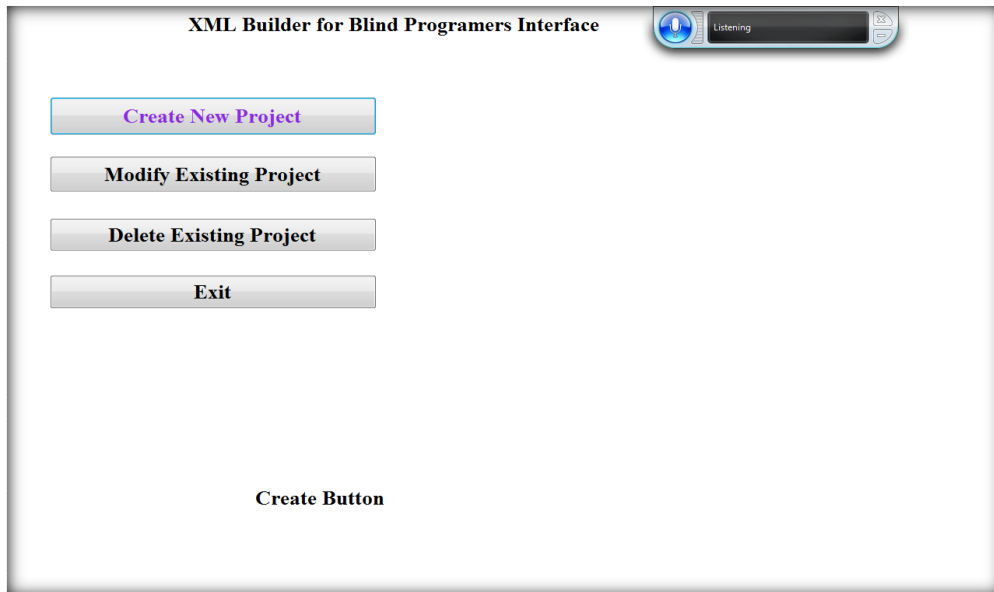 XML Builder for Blind Programers Interface
Listening
Create New Project
Modify Existing Project
Delete Existing Project
Exit
Create Button